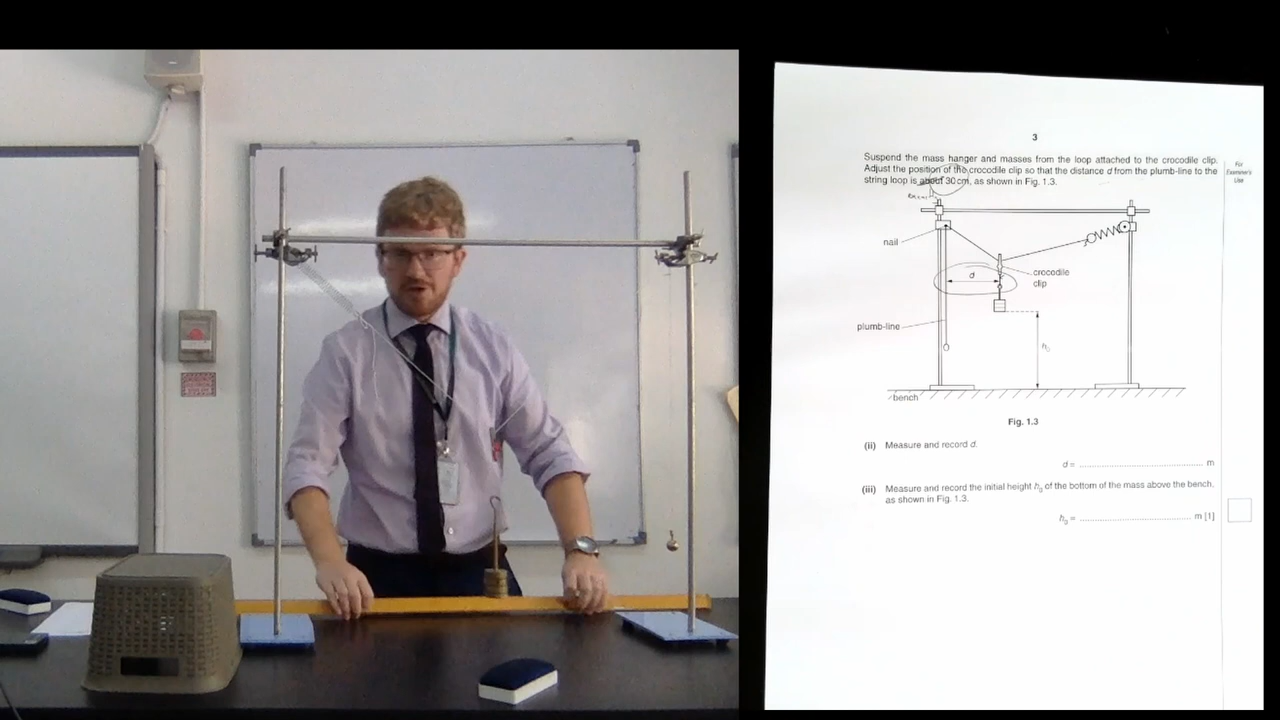 3
Suspend the mass hanger and masses from the loop attached to the crocodile clip.
Adjust the position of the crocodile clip so that the distance d from the plumb-line to the
string loop is about 30 cm, as shown in Fig. 1.3.
For
Examiner's
Use
nail
crocodile
clip
d
plumb-line
h₀
bench
Fig. 1.3
(ii) Measure and record d.
d = ........................................ m
(iii) Measure and record the initial height h₀ of the bottom of the mass above the bench,
as shown in Fig. 1.3.
h₀ = ........................................ m [1]